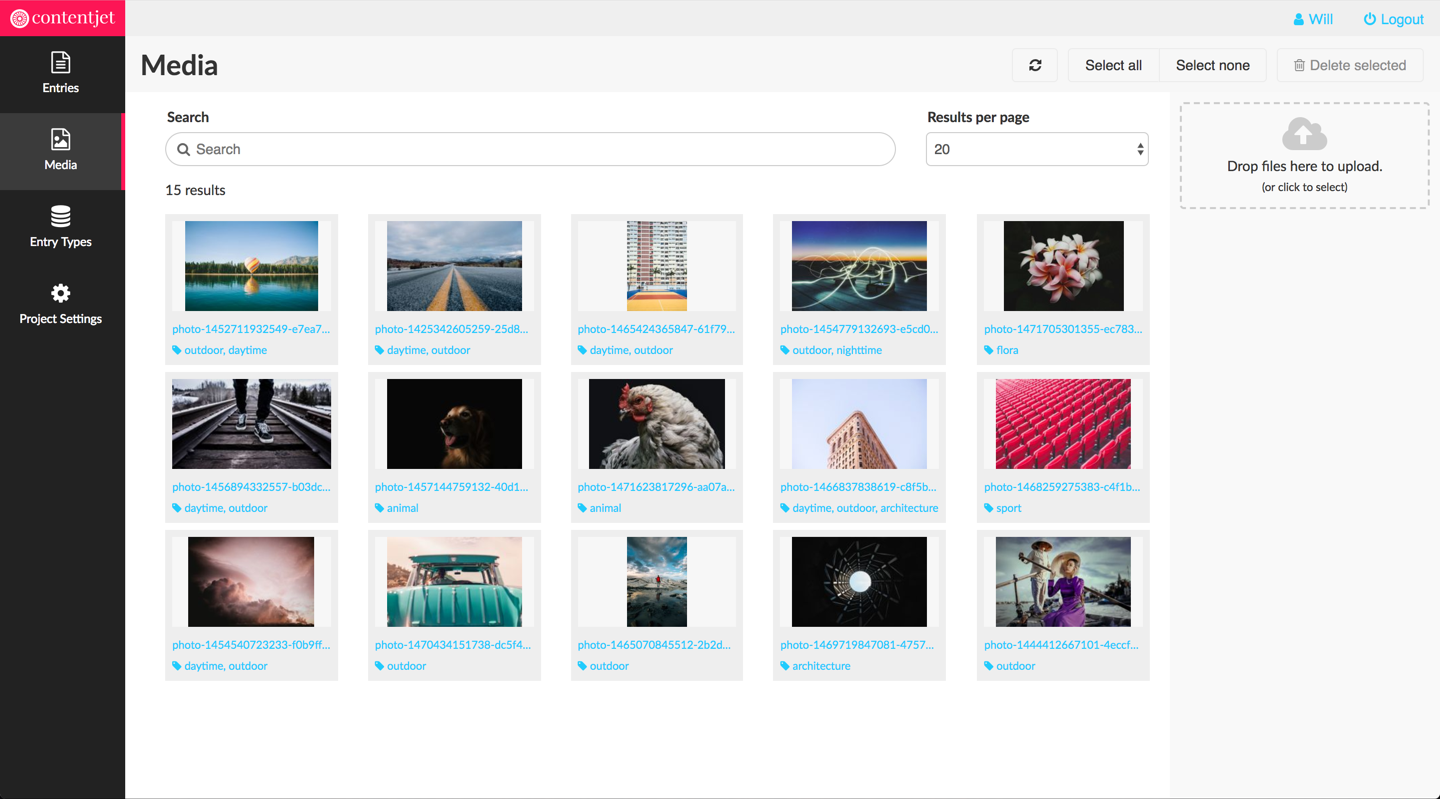 contentjet
Will
Logout
Entries
Media
Entry Types
Project Settings
Media
Select all
Select none
Delete selected
Search
Results per page
Search
20
15 results
photo-1452711932549-e7ea7...
outdoor, daytime
photo-1425342605259-25d8...
daytime, outdoor
photo-1465424365847-61f79...
daytime, outdoor
photo-1454779132693-e5cd0...
outdoor, nighttime
photo-1471705301355-ec783...
flora
photo-1456894332557-b03dc...
daytime, outdoor
photo-1457144759132-40d1...
animal
photo-1471623817296-aa07a...
animal
photo-1466837838619-c8f5b...
daytime, outdoor, architecture
photo-1468259275383-c4f1b...
sport
photo-1454540723233-f0b9ff...
daytime, outdoor
photo-1470434151738-dc5f4...
outdoor
photo-1465070845512-2b2d...
outdoor
photo-1469719847081-4757...
architecture
photo-1444412667101-4eccf...
outdoor
Drop files here to upload.
(or click to select)